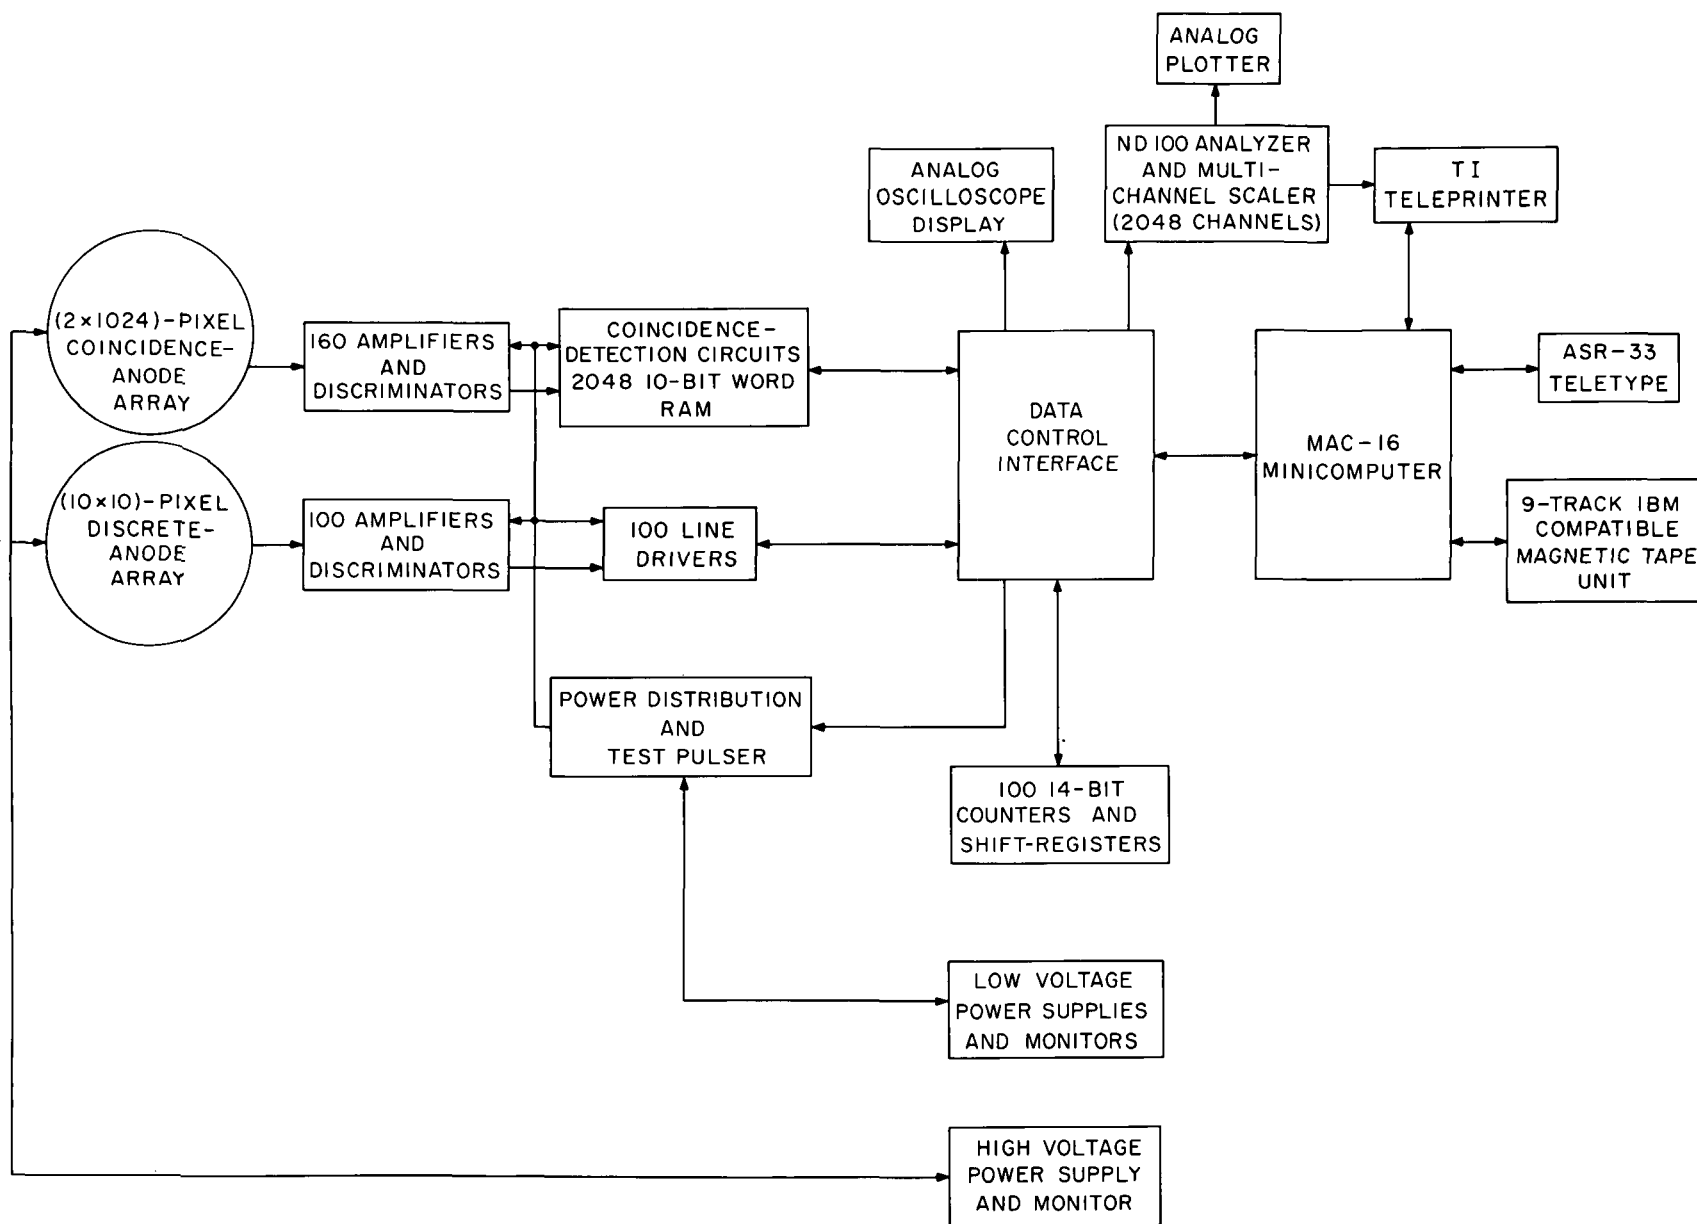 ANALOG
PLOTTER
ND 100 ANALYZER
AND MULTI-
CHANNEL SCALER
(2048 CHANNELS)
TI
TELEPRINTER
ANALOG
OSCILLOSCOPE
DISPLAY
(2×1024)-PIXEL
COINCIDENCE-
ANODE
ARRAY
160 AMPLIFIERS
AND
DISCRIMINATORS
COINCIDENCE-
DETECTION CIRCUITS
2048 10-BIT WORD
RAM
DATA
CONTROL
INTERFACE
MAC-16
MINICOMPUTER
ASR-33
TELETYPE
9-TRACK IBM
COMPATIBLE
MAGNETIC TAPE
UNIT
(10×10)-PIXEL
DISCRETE-
ANODE
ARRAY
100 AMPLIFIERS
AND
DISCRIMINATORS
100 LINE
DRIVERS
POWER DISTRIBUTION
AND
TEST PULSER
100 14-BIT
COUNTERS AND
SHIFT-REGISTERS
LOW VOLTAGE
POWER SUPPLIES
AND MONITORS
HIGH VOLTAGE
POWER SUPPLY
AND MONITOR